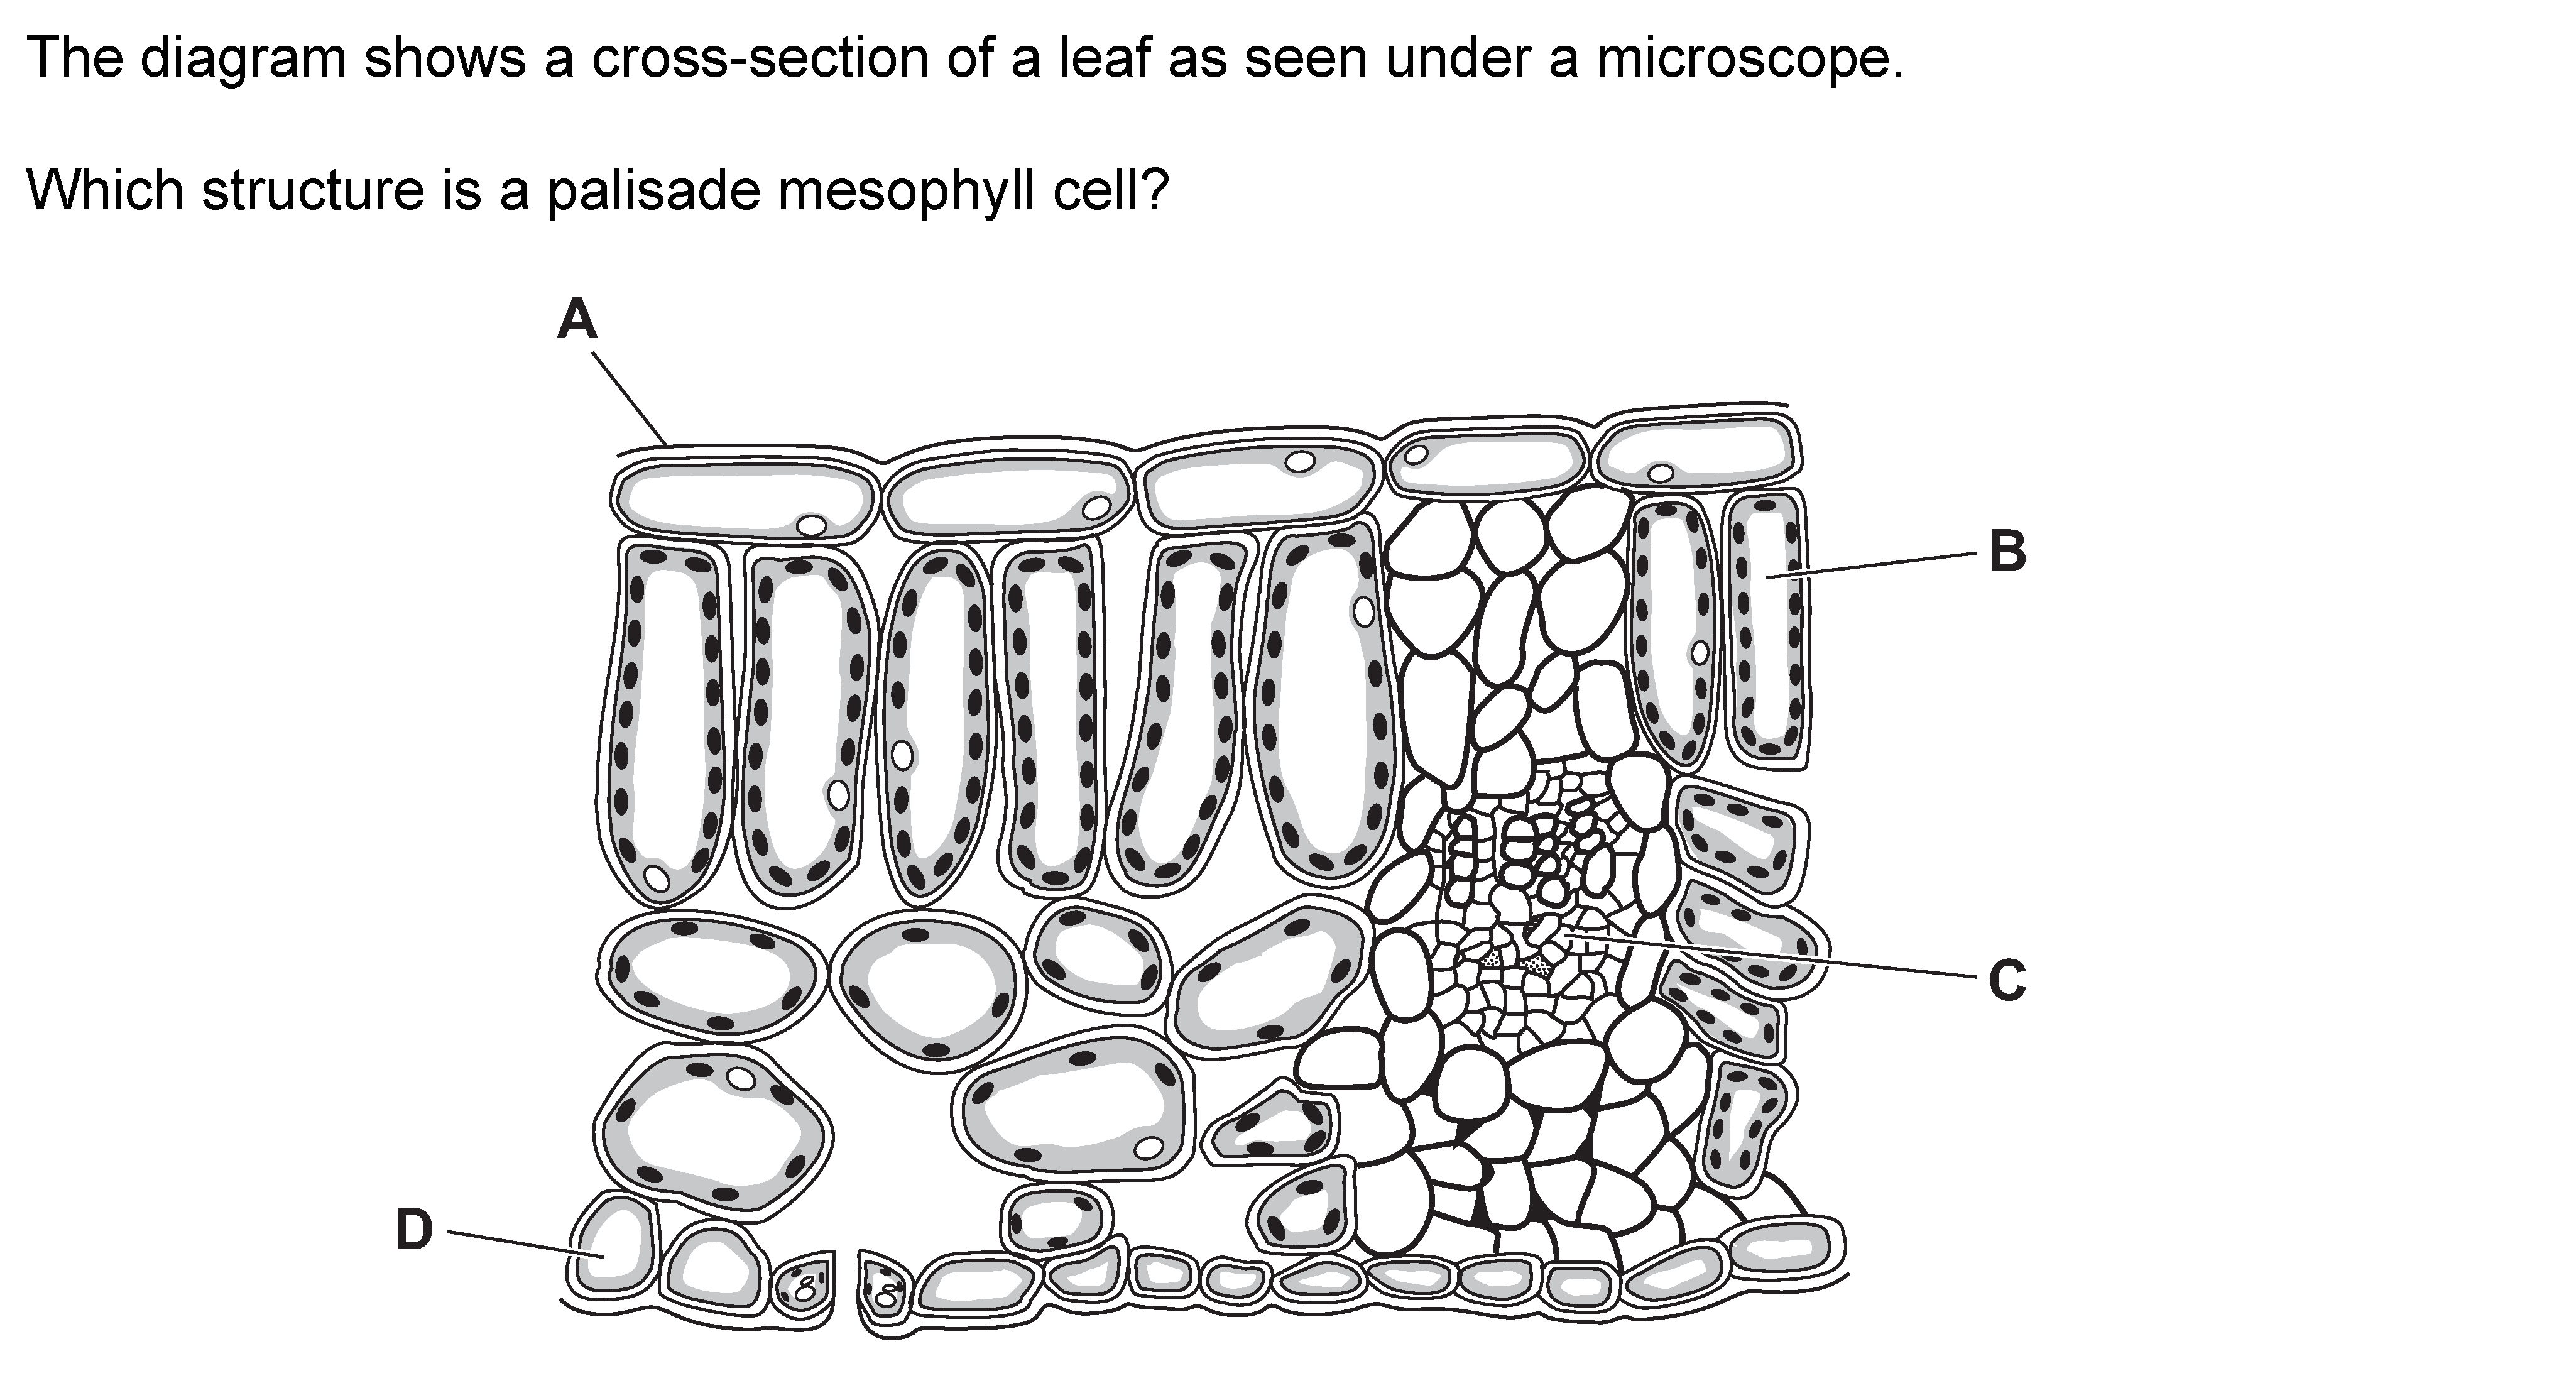 The diagram shows a cross-section of a leaf as seen under a microscope.
Which structure is a palisade mesophyll cell?
A
B
C
D